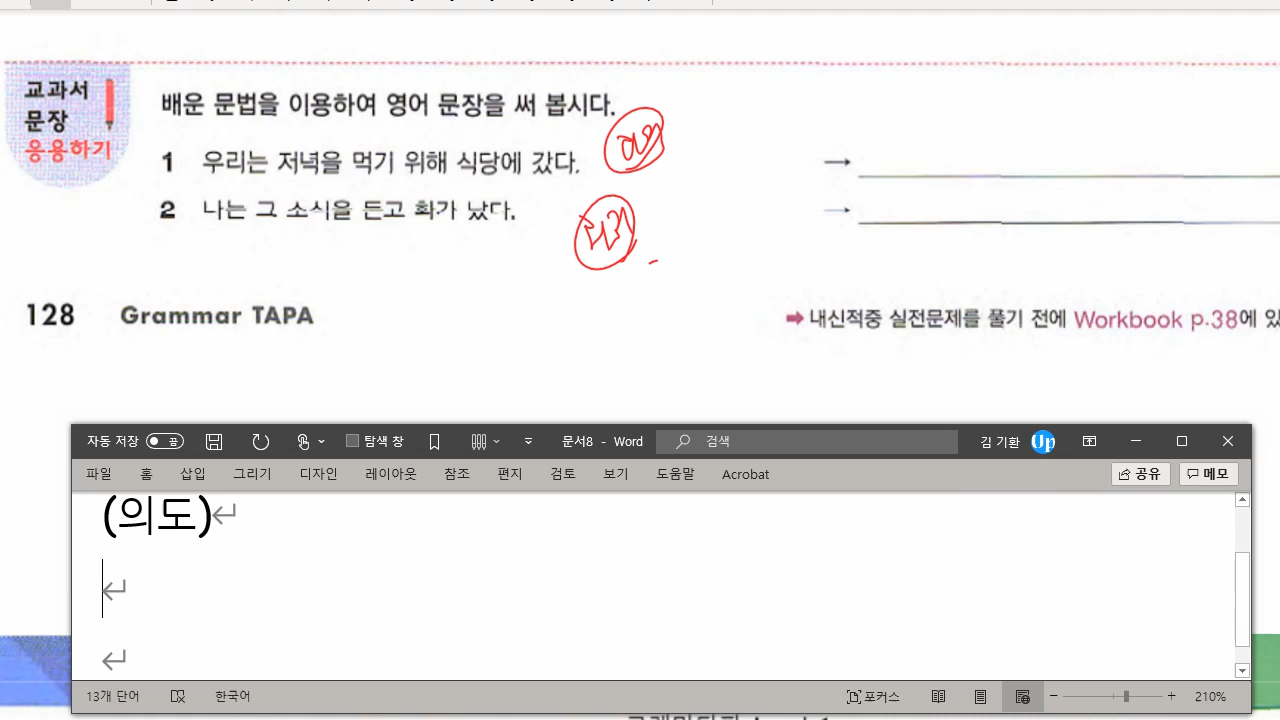 교과서
문장
응용하기
배운 문법을 이용하여 영어 문장을 써 봅시다.
1 우리는 저녁을 먹기 위해 식당에 갔다. →
2 나는 그 소식을 듣고 화가 났다. →
128 Grammar TAPA
➡ 내신적중 실전문제를 풀기 전에 Workbook p.38에 있
자동 저장 끔 탐색 창 문서8 - Word 검색 김 기환 Up
파일 홈 삽입 그리기 디자인 레이아웃 참조 편지 검토 보기 도움말 Acrobat 공유 메모
(의도)
13개 단어 한국어 포커스 210%